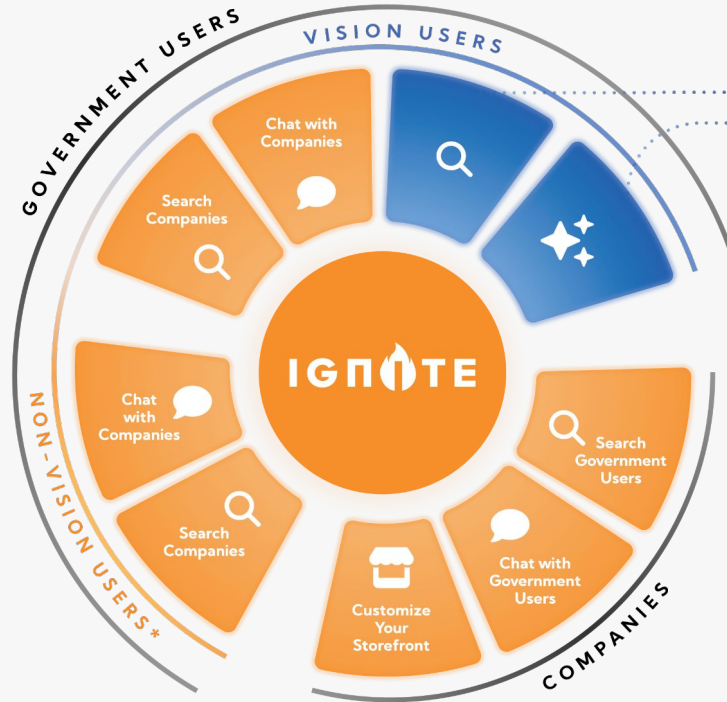 GOVERNMENT USERS
VISION USERS
Chat with
Companies
Search
Companies
IGNITE
Chat
with
Companies
Search
Companies
NON-VISION USERS*
Search
Government
Users
Chat with
Government
Users
Customize
Your
Storefront
COMPANIES